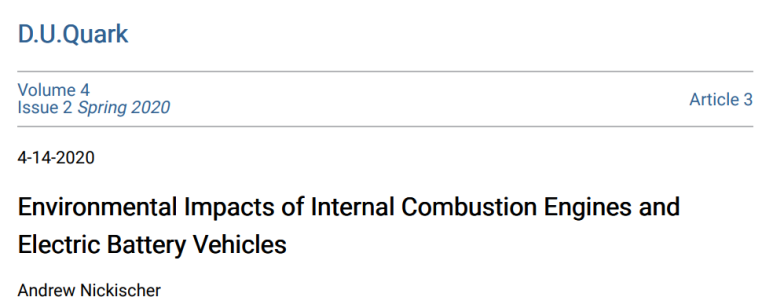 D.U.Quark
Volume 4
Issue 2 Spring 2020
Article 3
4-14-2020
Environmental Impacts of Internal Combustion Engines and
Electric Battery Vehicles
Andrew Nickischer